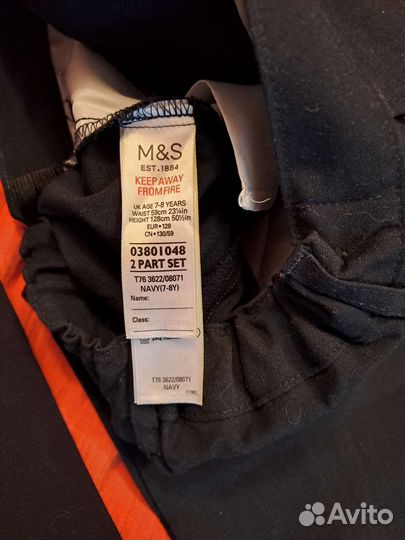 M&S
EST. 1884
KEEP AWAY
FROM FIRE
UK AGE 7-8 YEARS
WAIST 59cm 23¼in
HEIGHT 128cm 50½in
EUR•128
CN•130/59
03801048
2 PART SET
T76 3622/08071
NAVY(7-8Y)
Name:
Class:
T76 3622/08071
NAVY
Avito